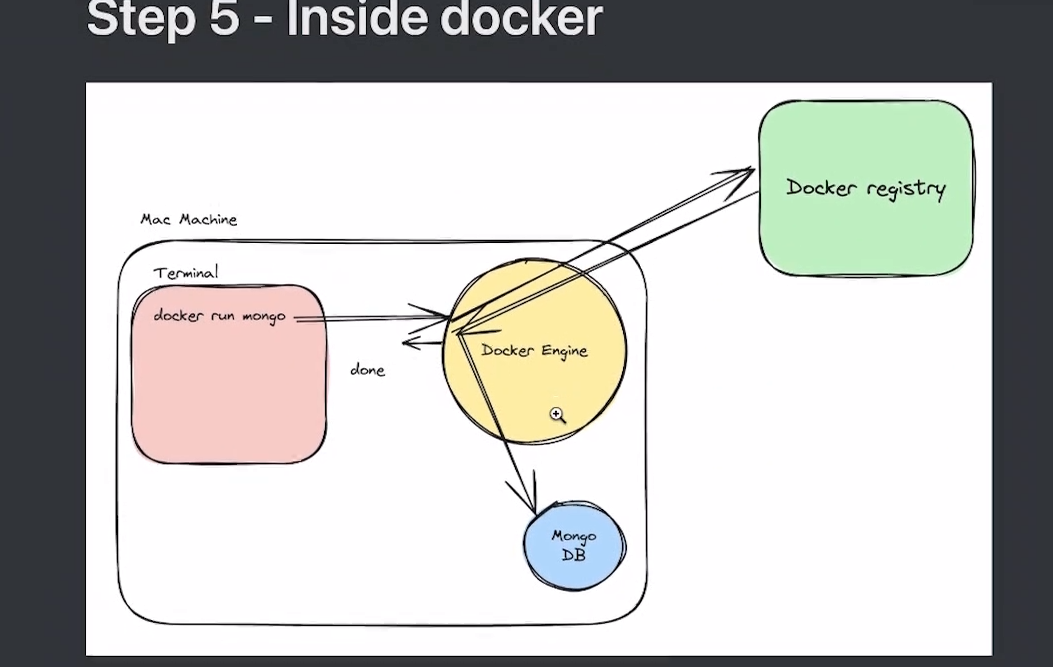 Step 5 - Inside docker
Docker registry
Mac Machine
Terminal
docker run mongo
Docker Engine
done
Mongo
DB